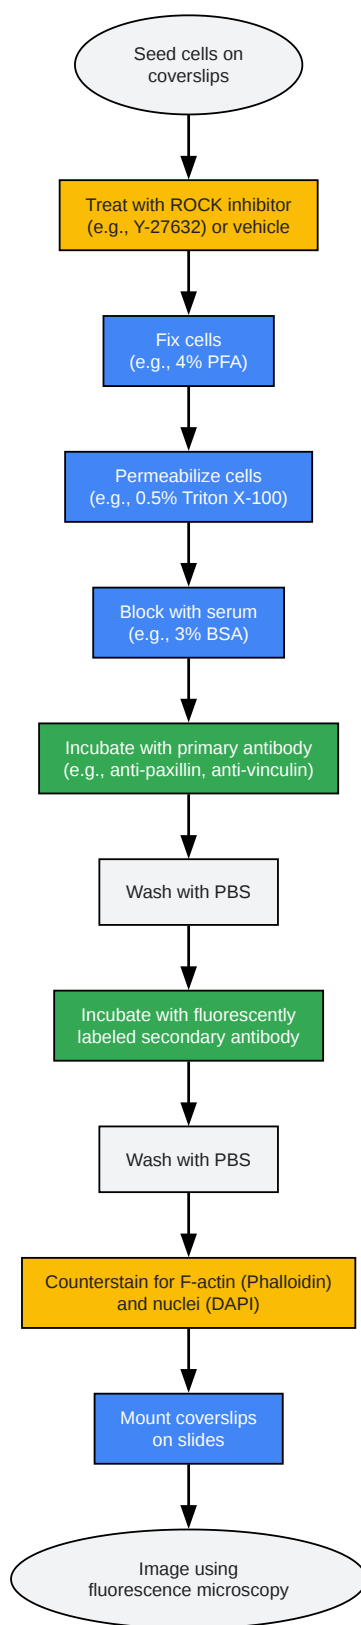 Seed cells on
coverslips
Treat with ROCK inhibitor
(e.g., Y-27632) or vehicle
Fix cells
(e.g., 4% PFA)
Permeabilize cells
(e.g., 0.5% Triton X-100)
Block with serum
(e.g., 3% BSA)
Incubate with primary antibody
(e.g., anti-paxillin, anti-vinculin)
Wash with PBS
Incubate with fluorescently
labeled secondary antibody
Wash with PBS
Counterstain for F-actin (Phalloidin)
and nuclei (DAPI)
Mount coverslips
on slides
Image using
fluorescence microscopy